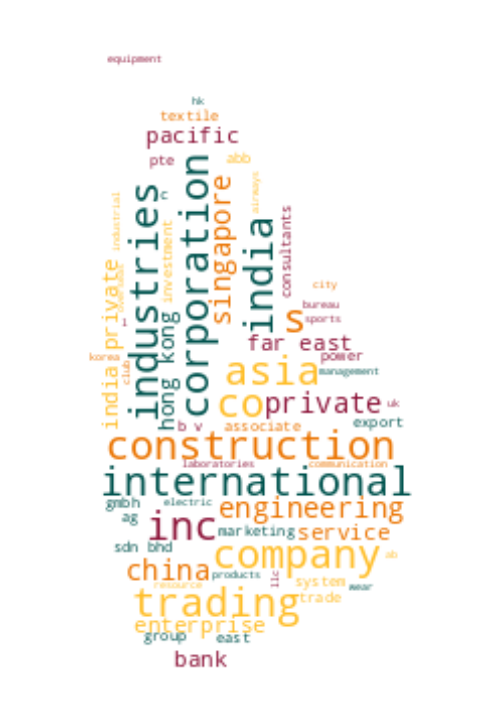 equipment
hk
textile
pacific
pte
abb
industries
corporation
singapore
india
airways
consultants
industrial
investment
c
india private
hong kong
city
bureau
s
sports
far east
power
korea
club
asia
management
co
private
uk
b v
associate
export
construction
laboratories
communication
international
gmbh
electric
engineering
ag
inc
marketing
service
sdn bhd
company
ab
china
products
llc
system
resource
wear
trading
trade
enterprise
group
east
bank